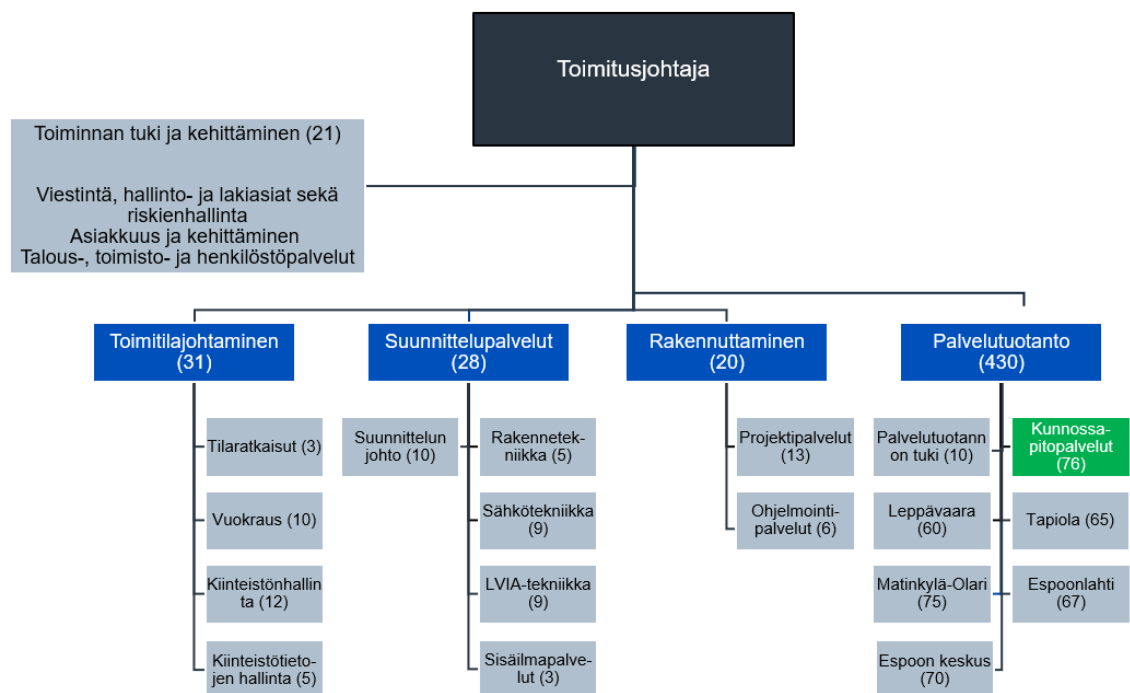 Toimitusjohtaja
Toiminnan tuki ja kehittäminen (21)
Viestintä, hallinto- ja lakiasiat sekä
riskienhallinta
Asiakkuus ja kehittäminen
Talous-, toimisto- ja henkilöstöpalvelut
Toimitilajohtaminen
(31)
Tilaratkaisut (3)
Vuokraus (10)
Kiinteistönhallin
ta (12)
Kiinteistötieto-
jen hallinta (5)
Suunnittelupalvelut
(28)
Suunnittelun
johto (10)
Rakennetek-
niikka (5)
Sähkötekniikka
(9)
LVIA-tekniikka
(9)
Sisäilmapalve-
lut (3)
Rakennuttaminen
(20)
Projektipalvelut
(13)
Ohjelmointi-
palvelut (6)
Palvelutuotanto
(430)
Palvelutuotann
on tuki (10)
Kunnossa-
pitopalvelut
(76)
Leppävaara
(60)
Tapiola (65)
Matinkylä-Olari
(75)
Espoonlahti
(67)
Espoon keskus
(70)